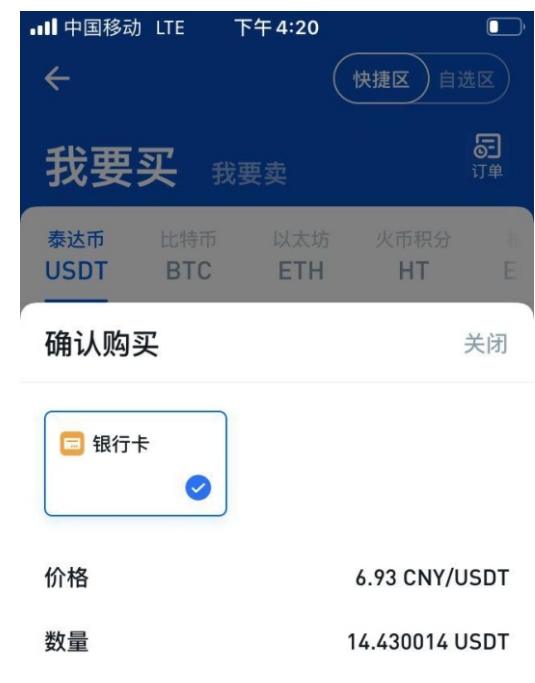 中国移动 LTE 下午4:20
快捷区 自选区
我要买 我要卖
订单
泰达币 比特币 以太坊 火币积分
USDT BTC ETH HT E
确认购买 关闭
银行卡
价格 6.93 CNY/USDT
数量 14.430014 USDT